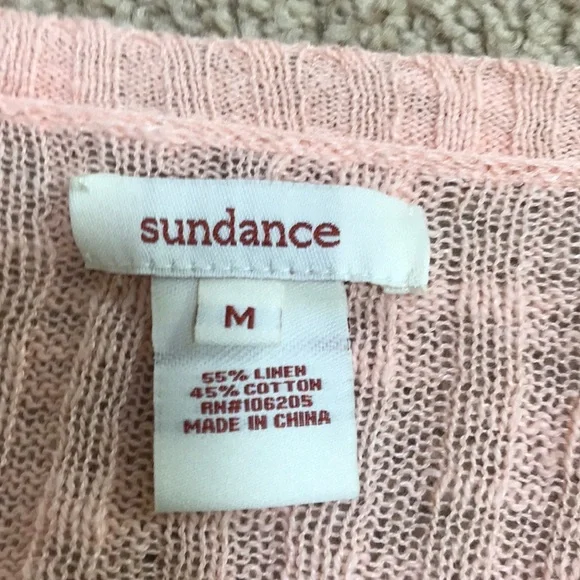 sundance
M
55% LINEN
45% COTTON
RN#106205
MADE IN CHINA